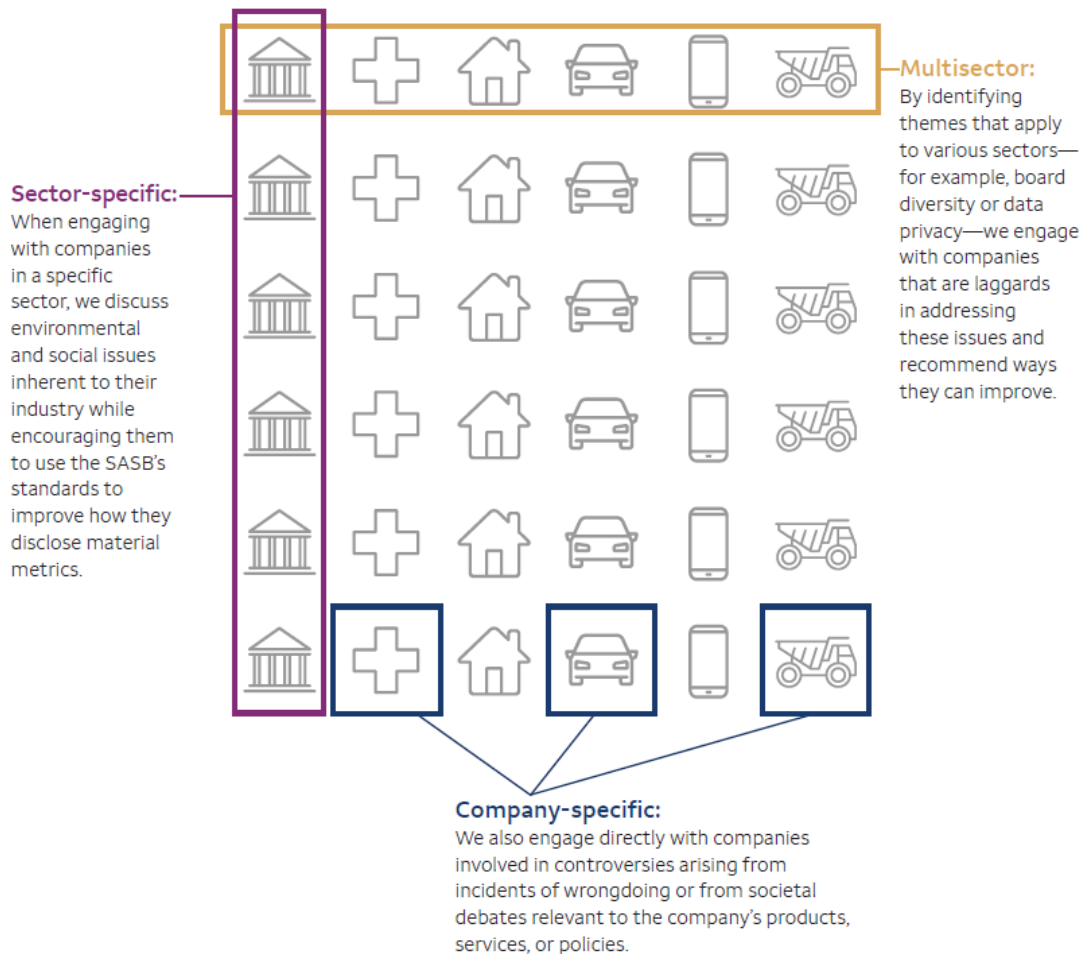 Multisector:
By identifying
themes that apply
to various sectors—
for example, board
diversity or data
privacy—we engage
with companies
that are laggards
in addressing
these issues and
recommend ways
they can improve.
Sector-specific:
When engaging
with companies
in a specific
sector, we discuss
environmental
and social issues
inherent to their
industry while
encouraging them
to use the SASB’s
standards to
improve how they
disclose material
metrics.
Company-specific:
We also engage directly with companies
involved in controversies arising from
incidents of wrongdoing or from societal
debates relevant to the company’s products,
services, or policies.